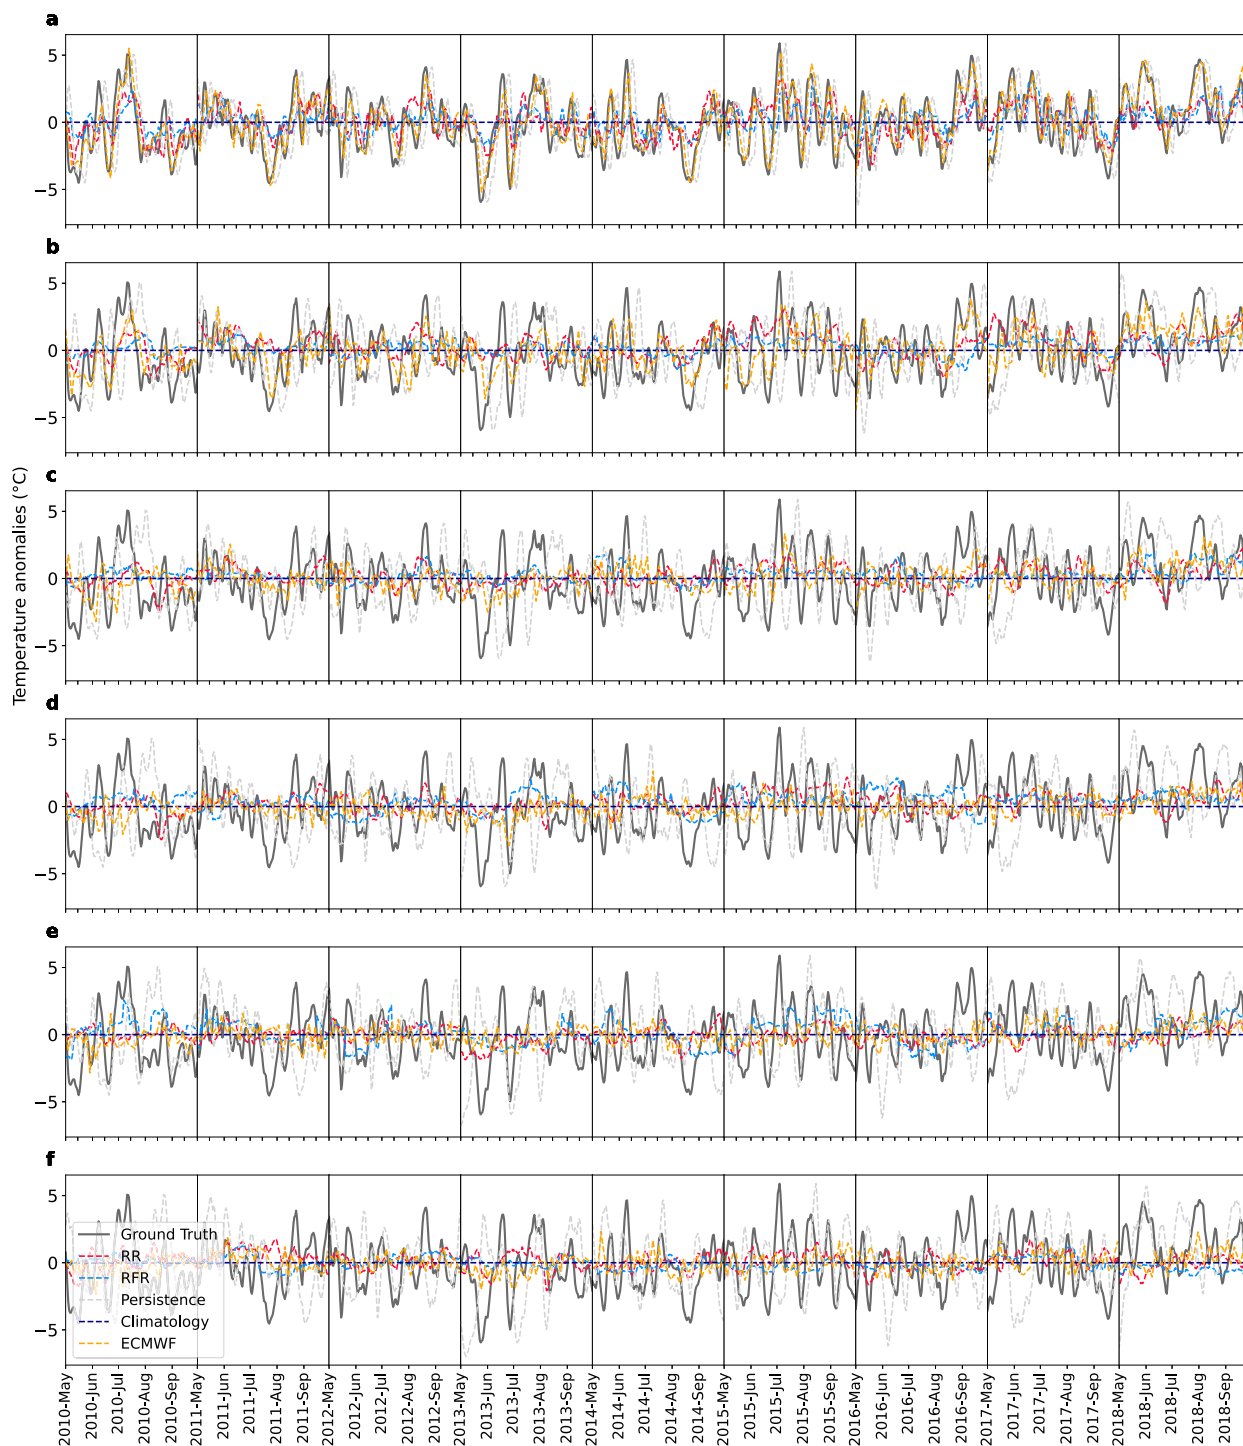 a
5
0
−5
b
5
0
−5
c
5
0
−5
Temperature anomalies (°C)
d
5
0
−5
e
5
0
−5
f
5
0
−5
Ground Truth
RR
RFR
Persistence
Climatology
ECMWF
2010-May
2010-Jun
2010-Jul
2010-Aug
2010-Sep
2011-May
2011-Jun
2011-Jul
2011-Aug
2011-Sep
2012-May
2012-Jun
2012-Jul
2012-Aug
2012-Sep
2013-May
2013-Jun
2013-Jul
2013-Aug
2013-Sep
2014-May
2014-Jun
2014-Jul
2014-Aug
2014-Sep
2015-May
2015-Jun
2015-Jul
2015-Aug
2015-Sep
2016-May
2016-Jun
2016-Jul
2016-Aug
2016-Sep
2017-May
2017-Jun
2017-Jul
2017-Aug
2017-Sep
2018-May
2018-Jun
2018-Jul
2018-Aug
2018-Sep